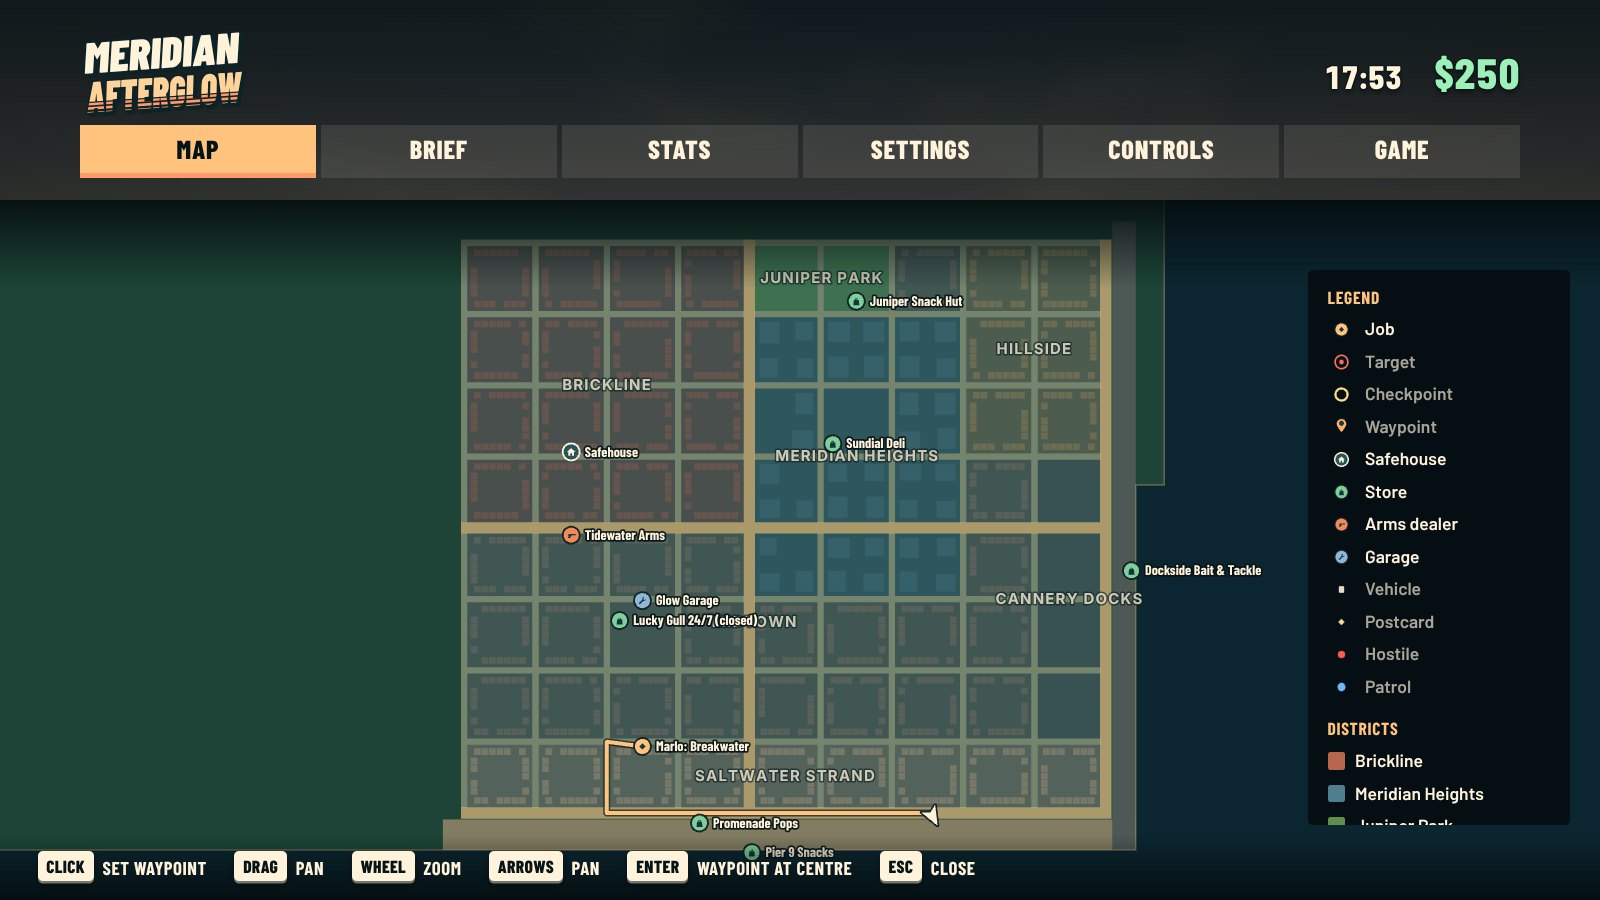 MERIDIAN
AFTERGLOW
17:53
$250
MAP
BRIEF
STATS
SETTINGS
CONTROLS
GAME
JUNIPER PARK
Juniper Snack Hut
HILLSIDE
BRICKLINE
Sundial Deli
Safehouse
MERIDIAN HEIGHTS
Tidewater Arms
Dockside Bait & Tackle
Glow Garage
CANNERY DOCKS
Lucky Gull 24/7 (closed)
OWN
Marlo: Breakwater
SALTWATER STRAND
Promenade Pops
Pier 9 Snacks
LEGEND
Job
Target
Checkpoint
Waypoint
Safehouse
Store
Arms dealer
Garage
Vehicle
Postcard
Hostile
Patrol
DISTRICTS
Brickline
Meridian Heights
Juniper Park
CLICK SET WAYPOINT
DRAG PAN
WHEEL ZOOM
ARROWS PAN
ENTER WAYPOINT AT CENTRE
ESC CLOSE